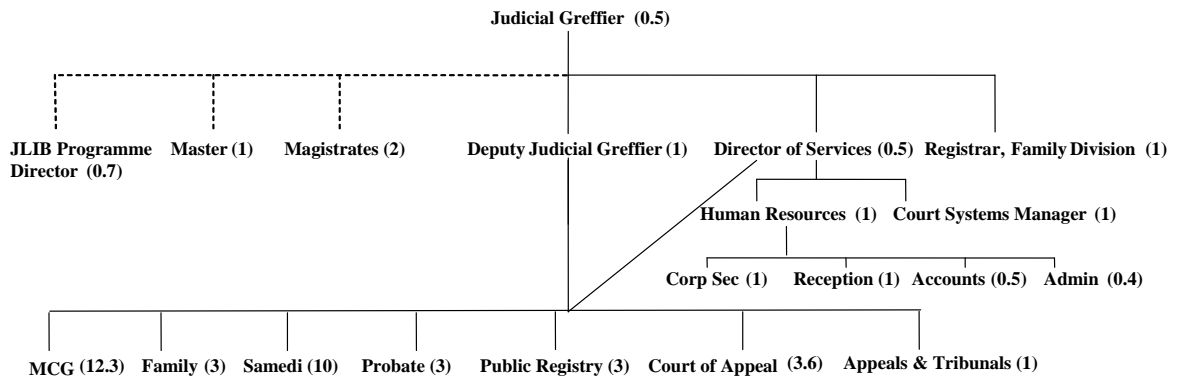 Judicial Greffier (0.5)
JLIB Programme
Director (0.7)
Master (1)
Magistrates (2)
Deputy Judicial Greffier (1)
Director of Services (0.5)
Registrar, Family Division (1)
Human Resources (1)
Court Systems Manager (1)
Corp Sec (1)
Reception (1)
Accounts (0.5)
Admin (0.4)
MCG (12.3)
Family (3)
Samedi (10)
Probate (3)
Public Registry (3)
Court of Appeal (3.6)
Appeals & Tribunals (1)